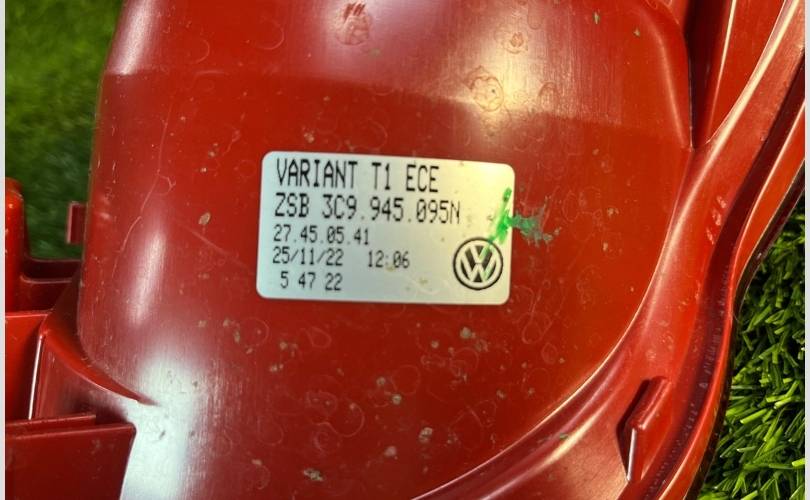 VARIANT T1 ECE
ZSB 3C9.945.095N
27.45.05.41
25/11/22 12:06
5 47 22